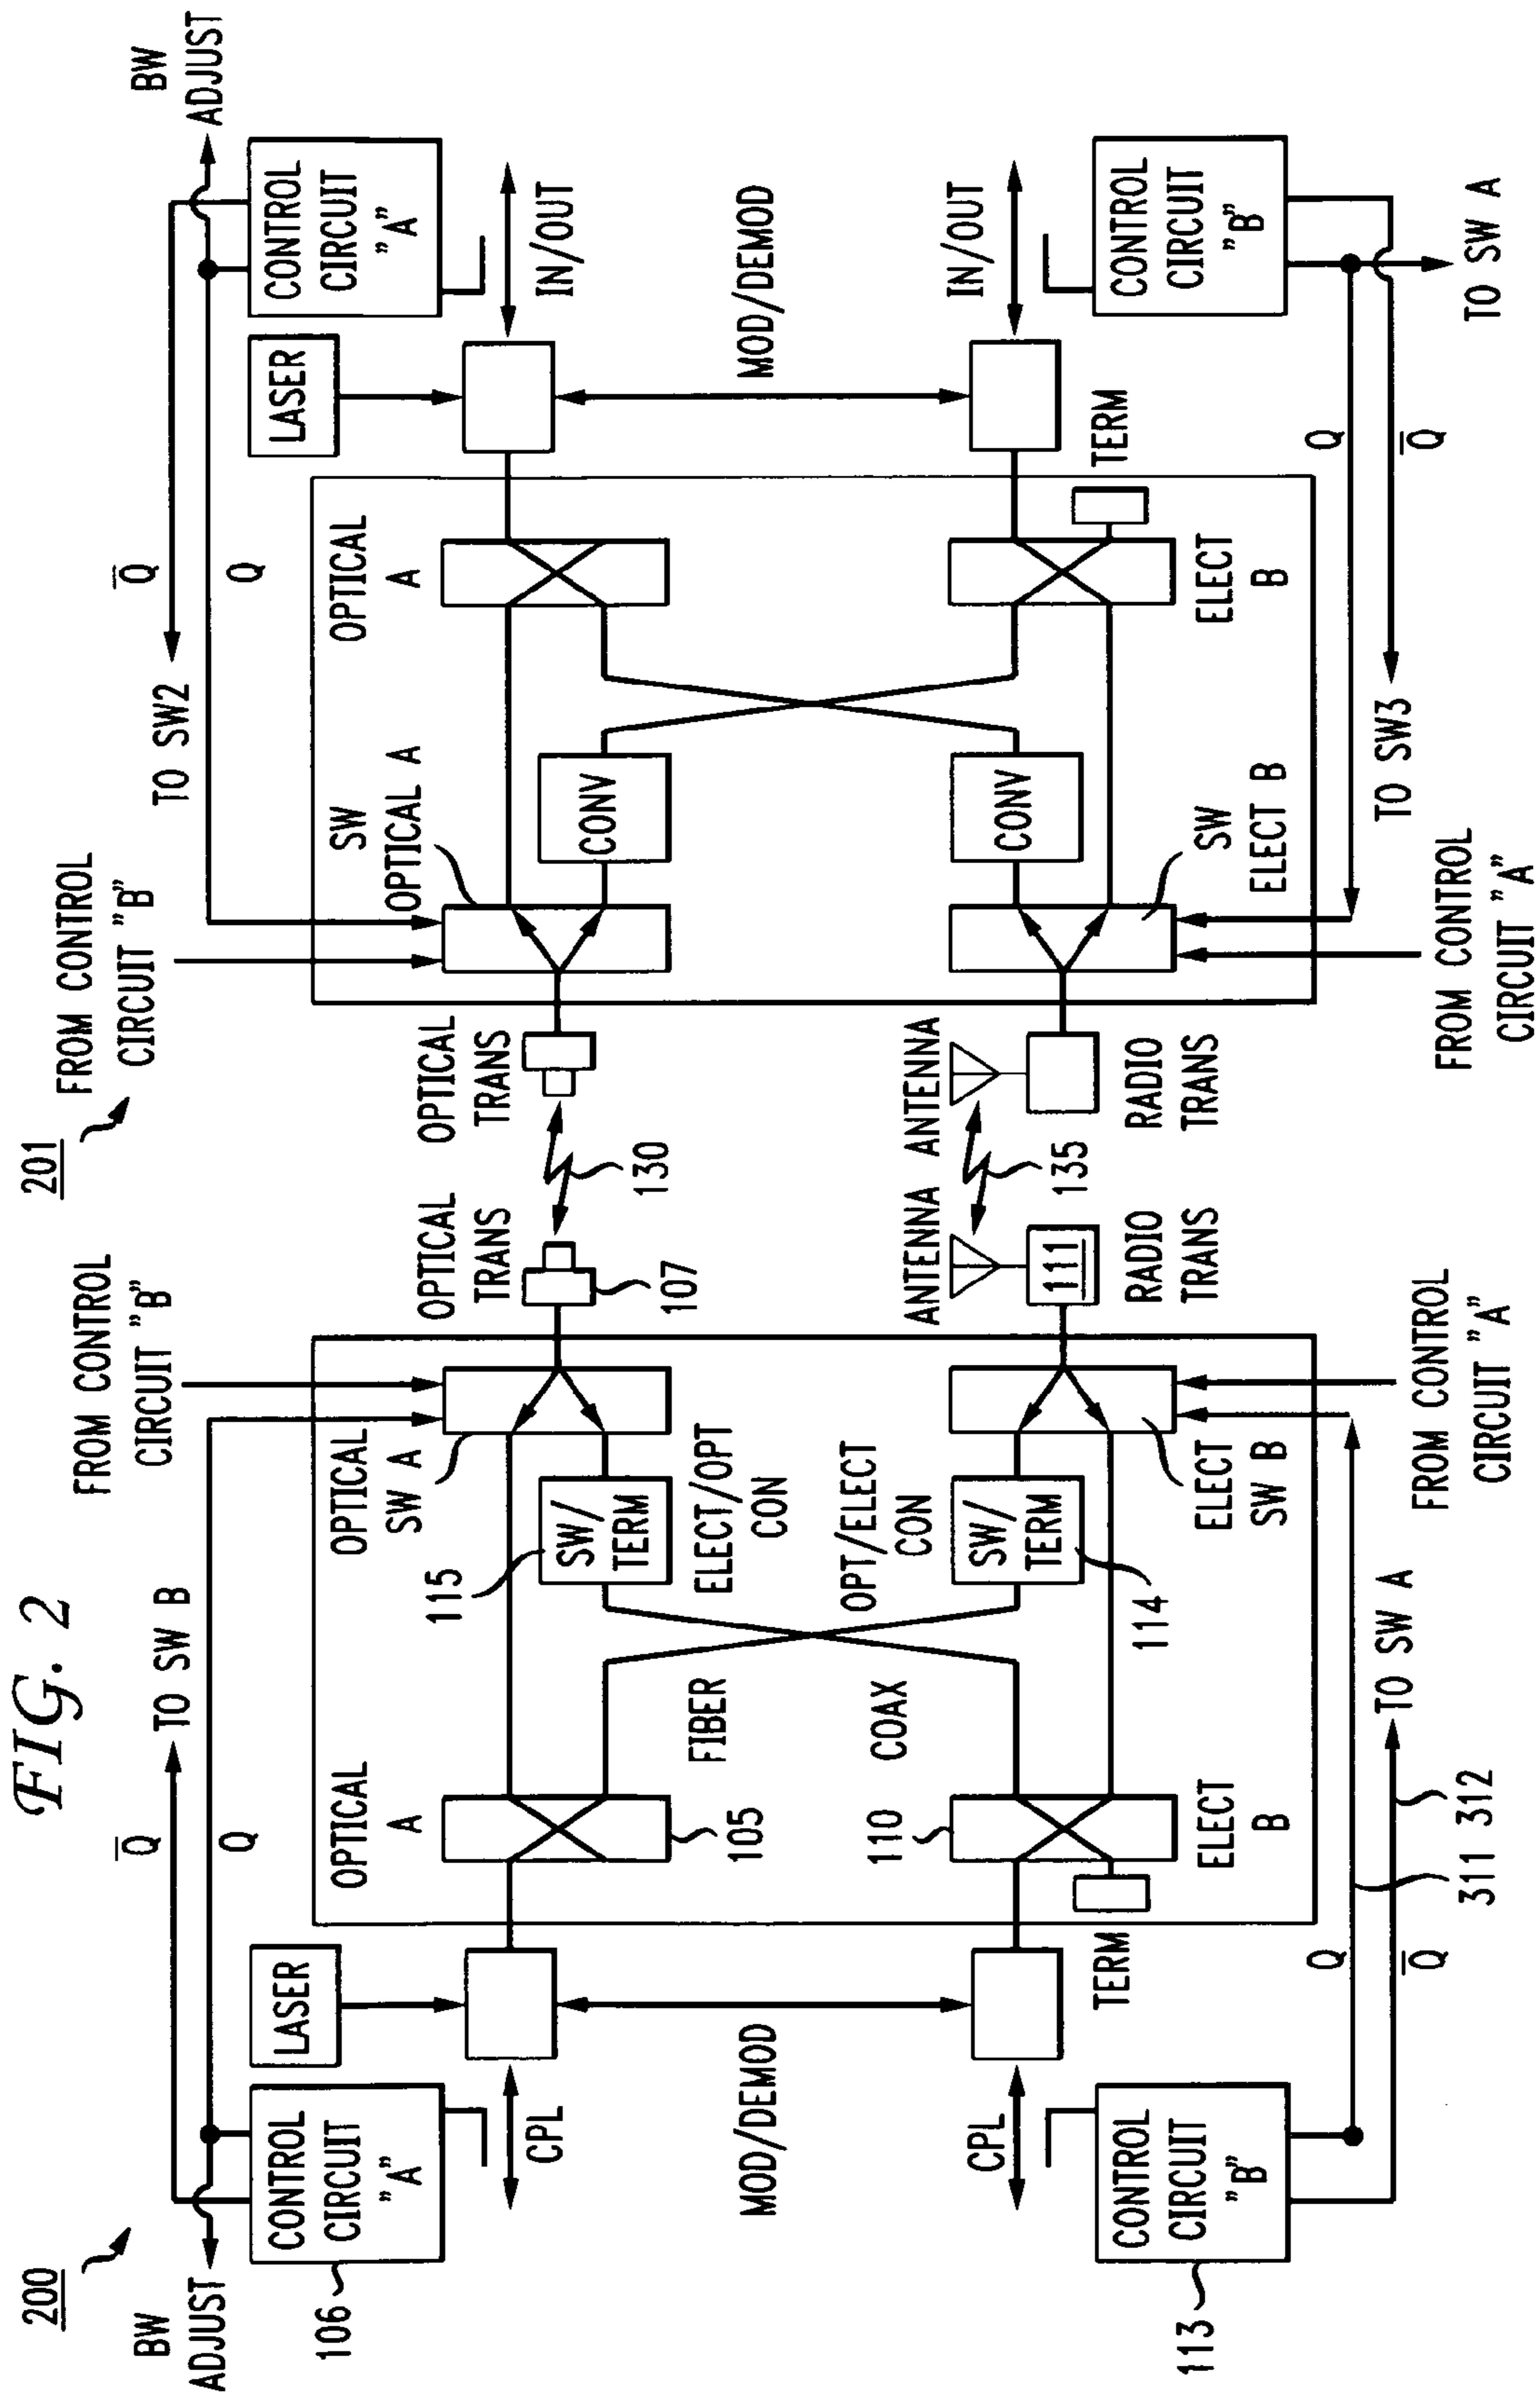 FIG. 2
200
201
BW
ADJUST
Q̅
TO SW B
Q
FROM CONTROL
CIRCUIT "B"
FROM CONTROL
CIRCUIT "B"
TO SW2
Q̅
Q
BW
ADJUST
106
CONTROL
CIRCUIT
"A"
LASER
CPL
OPTICAL
A
105
FIBER
115
SW/
TERM
OPTICAL
SW A
ELECT/OPT
CON
OPTICAL
TRANS
107
130
OPTICAL
TRANS
SW
OPTICAL A
CONV
OPTICAL
A
LASER
CONTROL
CIRCUIT
"A"
IN/OUT
MOD/DEMOD
MOD/DEMOD
CPL
113
CONTROL
CIRCUIT
"B"
TERM
110
COAX
ELECT
B
OPT/ELECT
CON
SW/
TERM
114
ELECT
SW B
ANTENNA
111
RADIO
TRANS
135
ANTENNA
RADIO
TRANS
CONV
SW
ELECT B
ELECT
B
TERM
IN/OUT
CONTROL
CIRCUIT
"B"
Q
Q̅
311
312
TO SW A
FROM CONTROL
CIRCUIT "A"
FROM CONTROL
CIRCUIT "A"
TO SW3
Q
Q̅
TO SW A